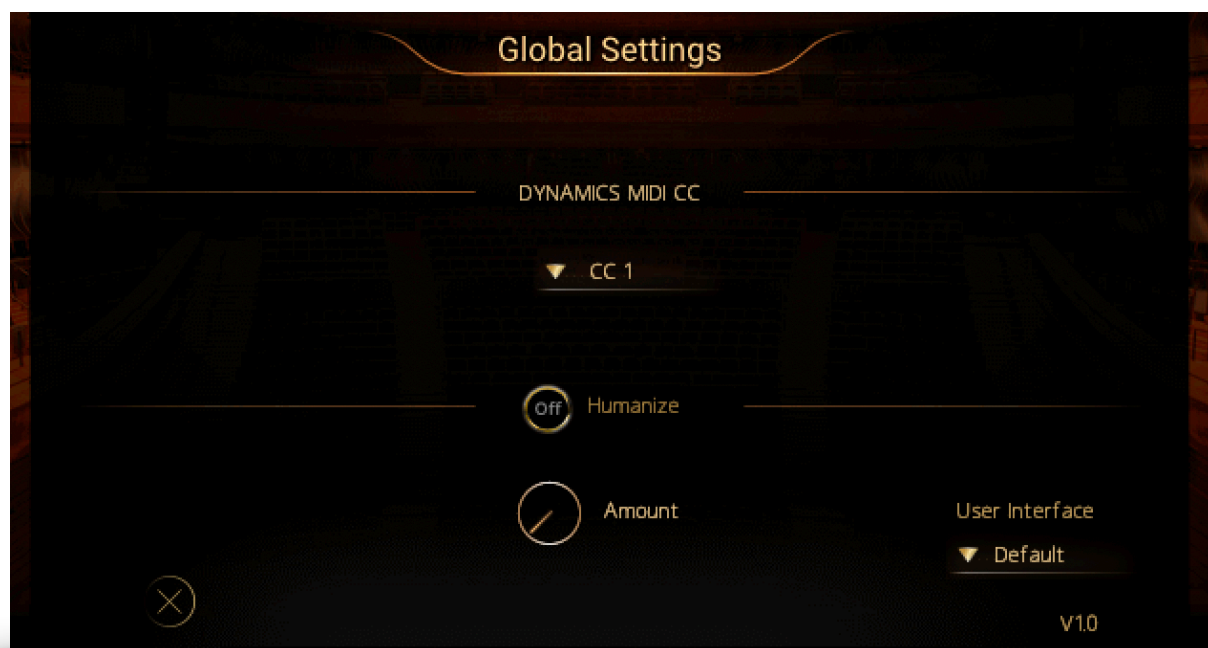 Global Settings
DYNAMICS MIDI CC
CC 1
Off Humanize
Amount
User Interface
Default
V1.0